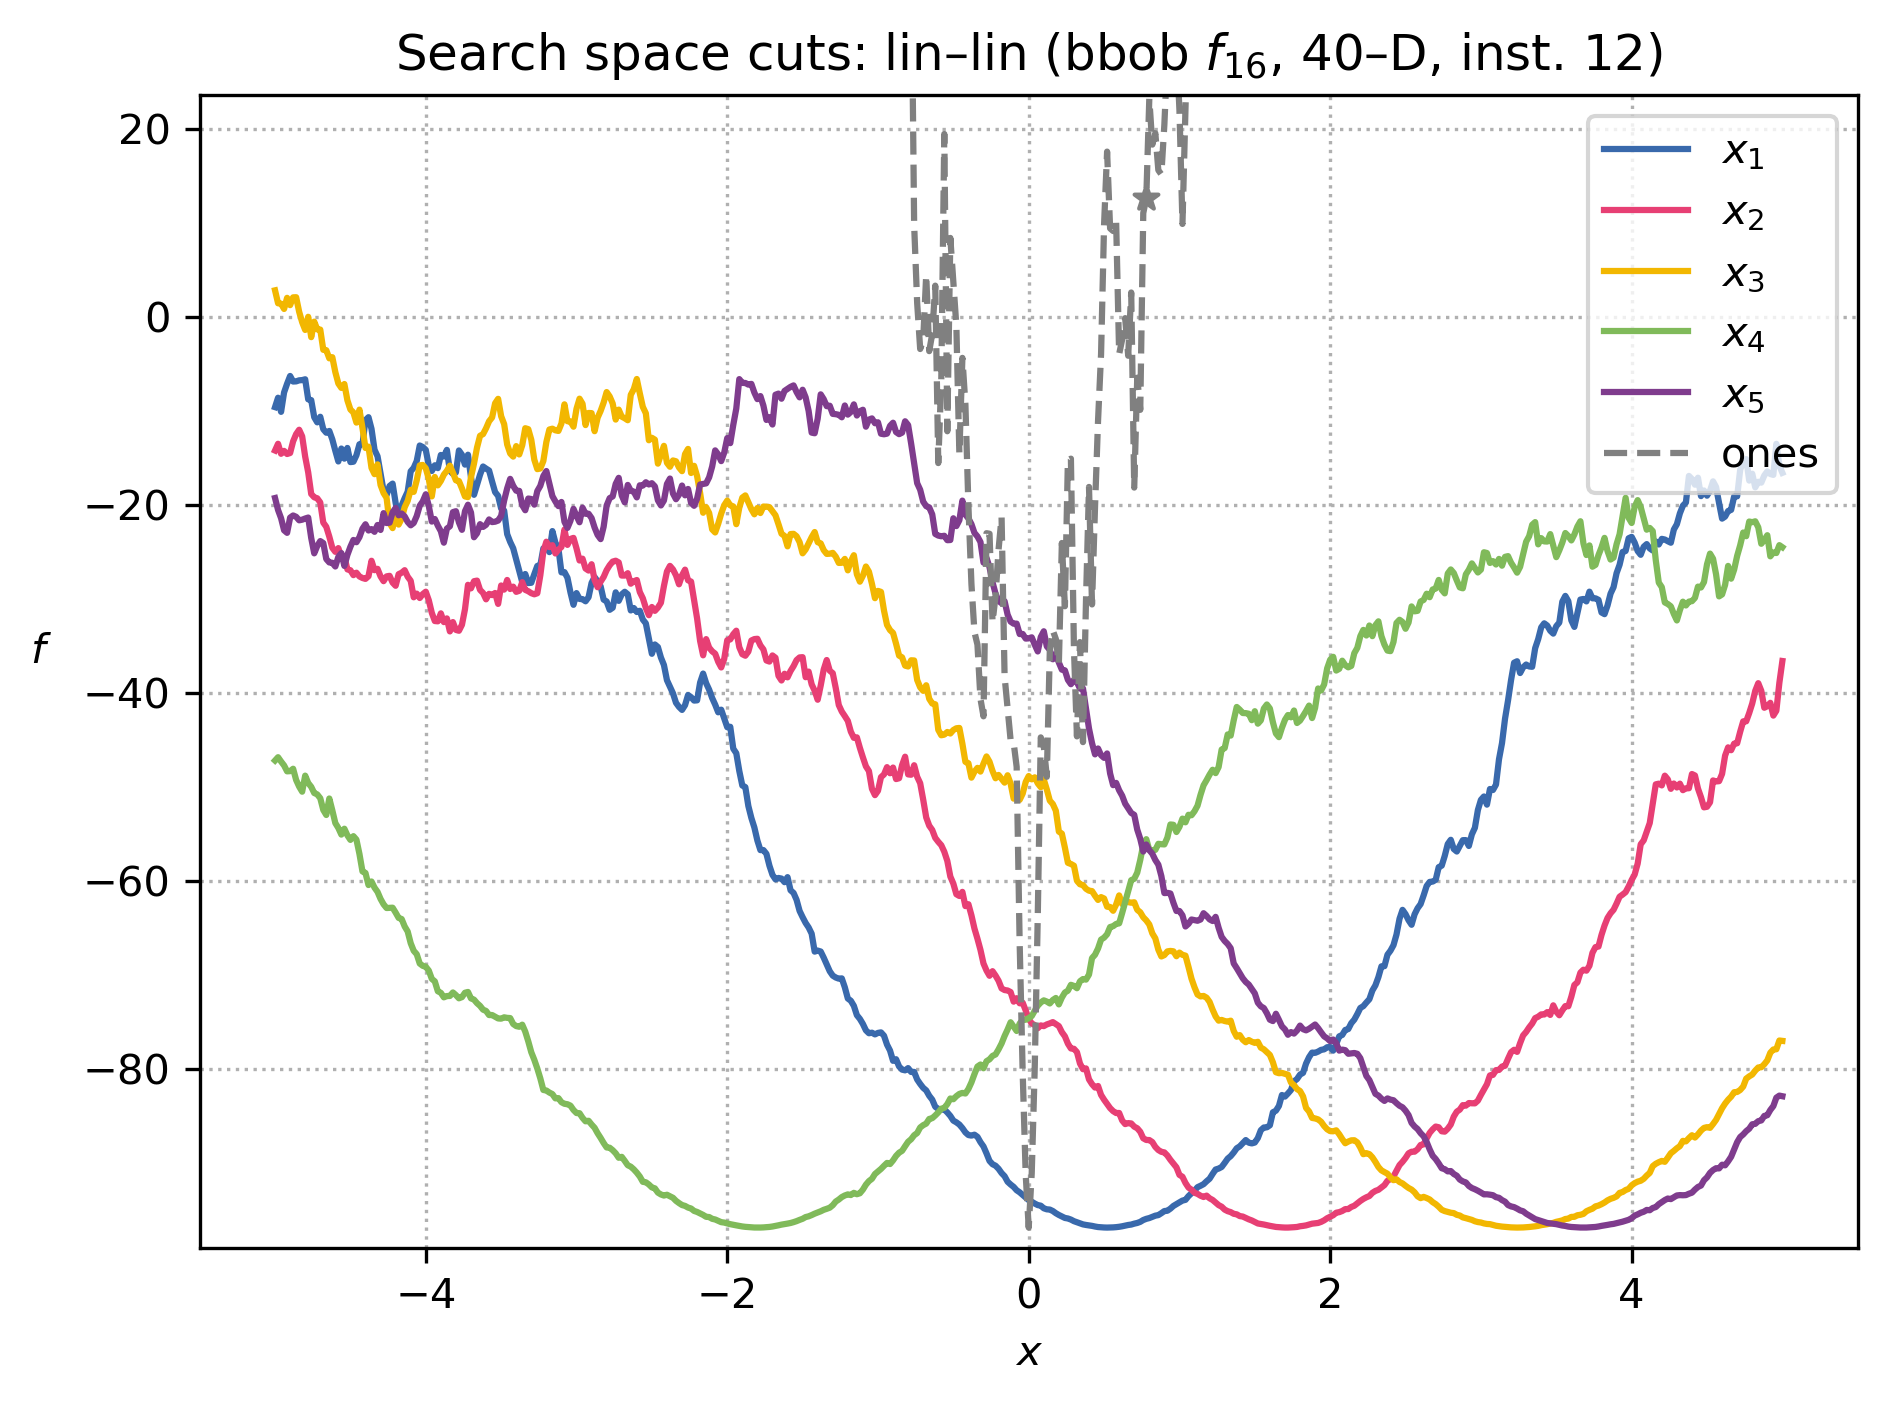 Search space cuts: lin–lin (bbob f₁₆, 40–D, inst. 12)
20
0
−20
−40
−60
−80
f
x₁
x₂
x₃
x₄
x₅
ones
−4
−2
0
2
4
x